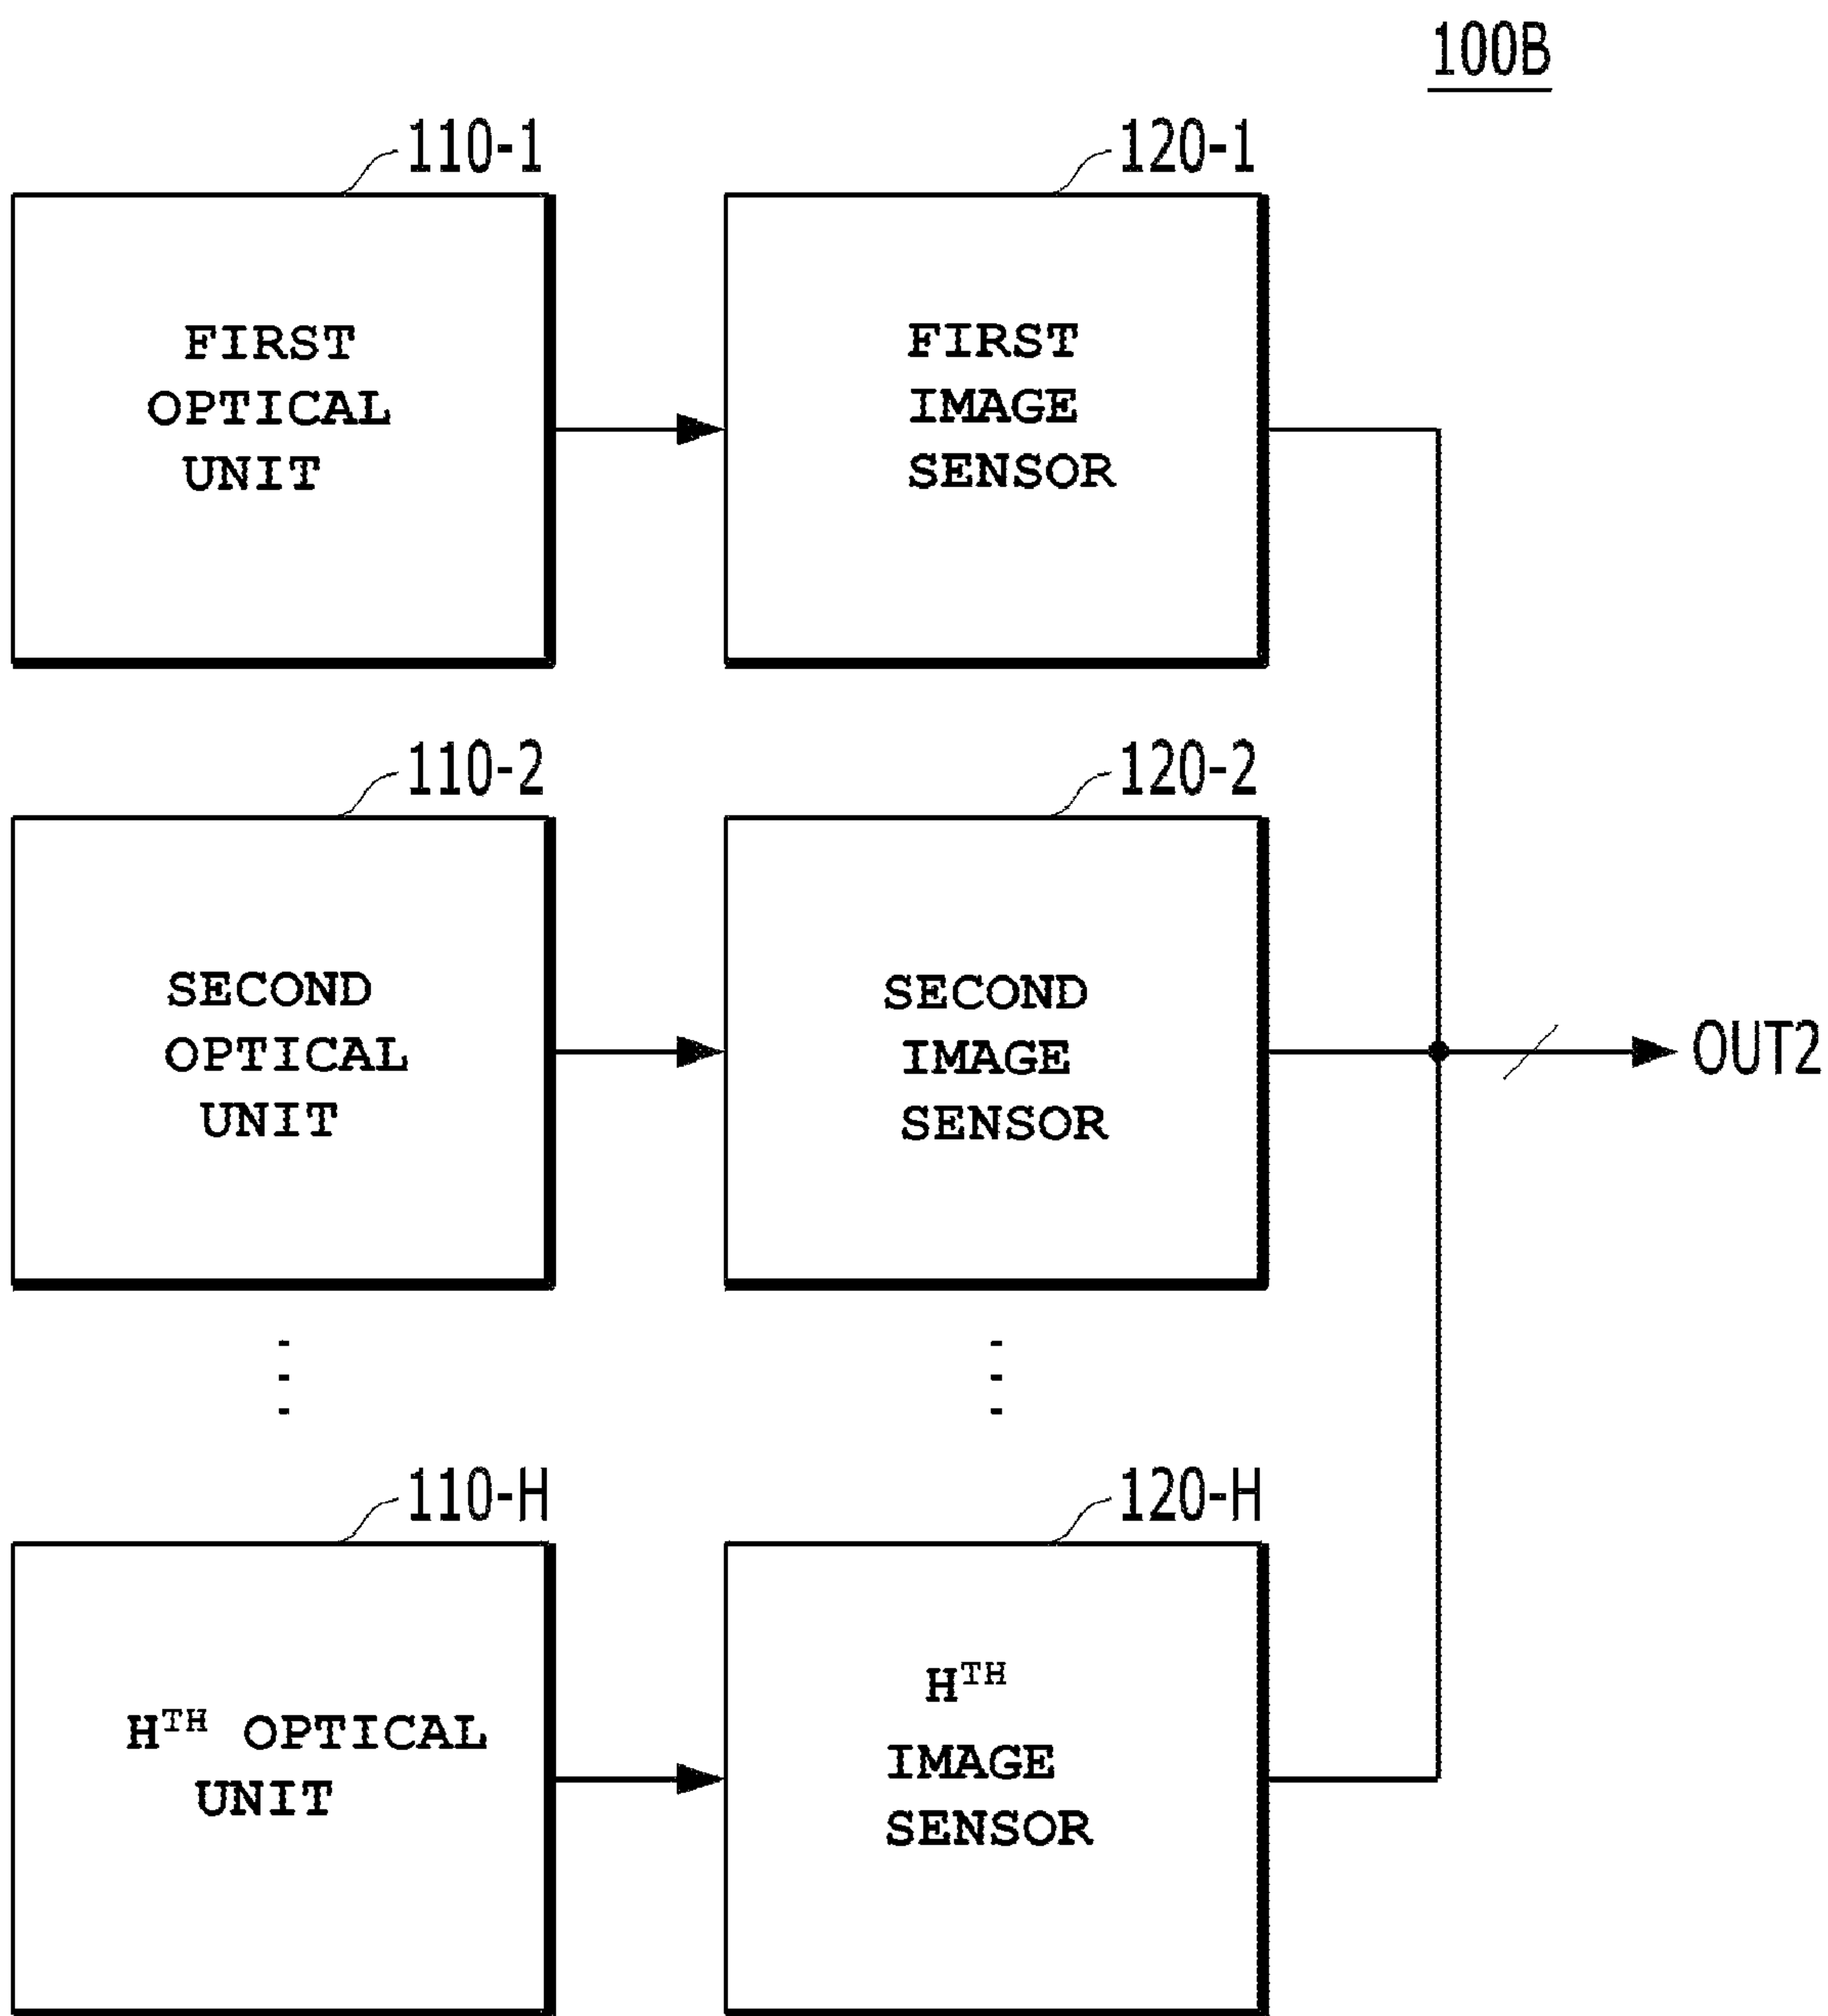 100B
110-1
120-1
FIRST
OPTICAL
UNIT
FIRST
IMAGE
SENSOR
110-2
120-2
SECOND
OPTICAL
UNIT
SECOND
IMAGE
SENSOR
OUT2
110-H
120-H
Hᵀᴴ OPTICAL
UNIT
Hᵀᴴ
IMAGE
SENSOR